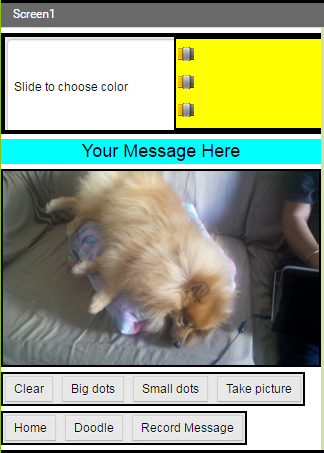 Screen1
Slide to choose color
Your Message Here
Clear Big dots Small dots Take picture
Home Doodle Record Message